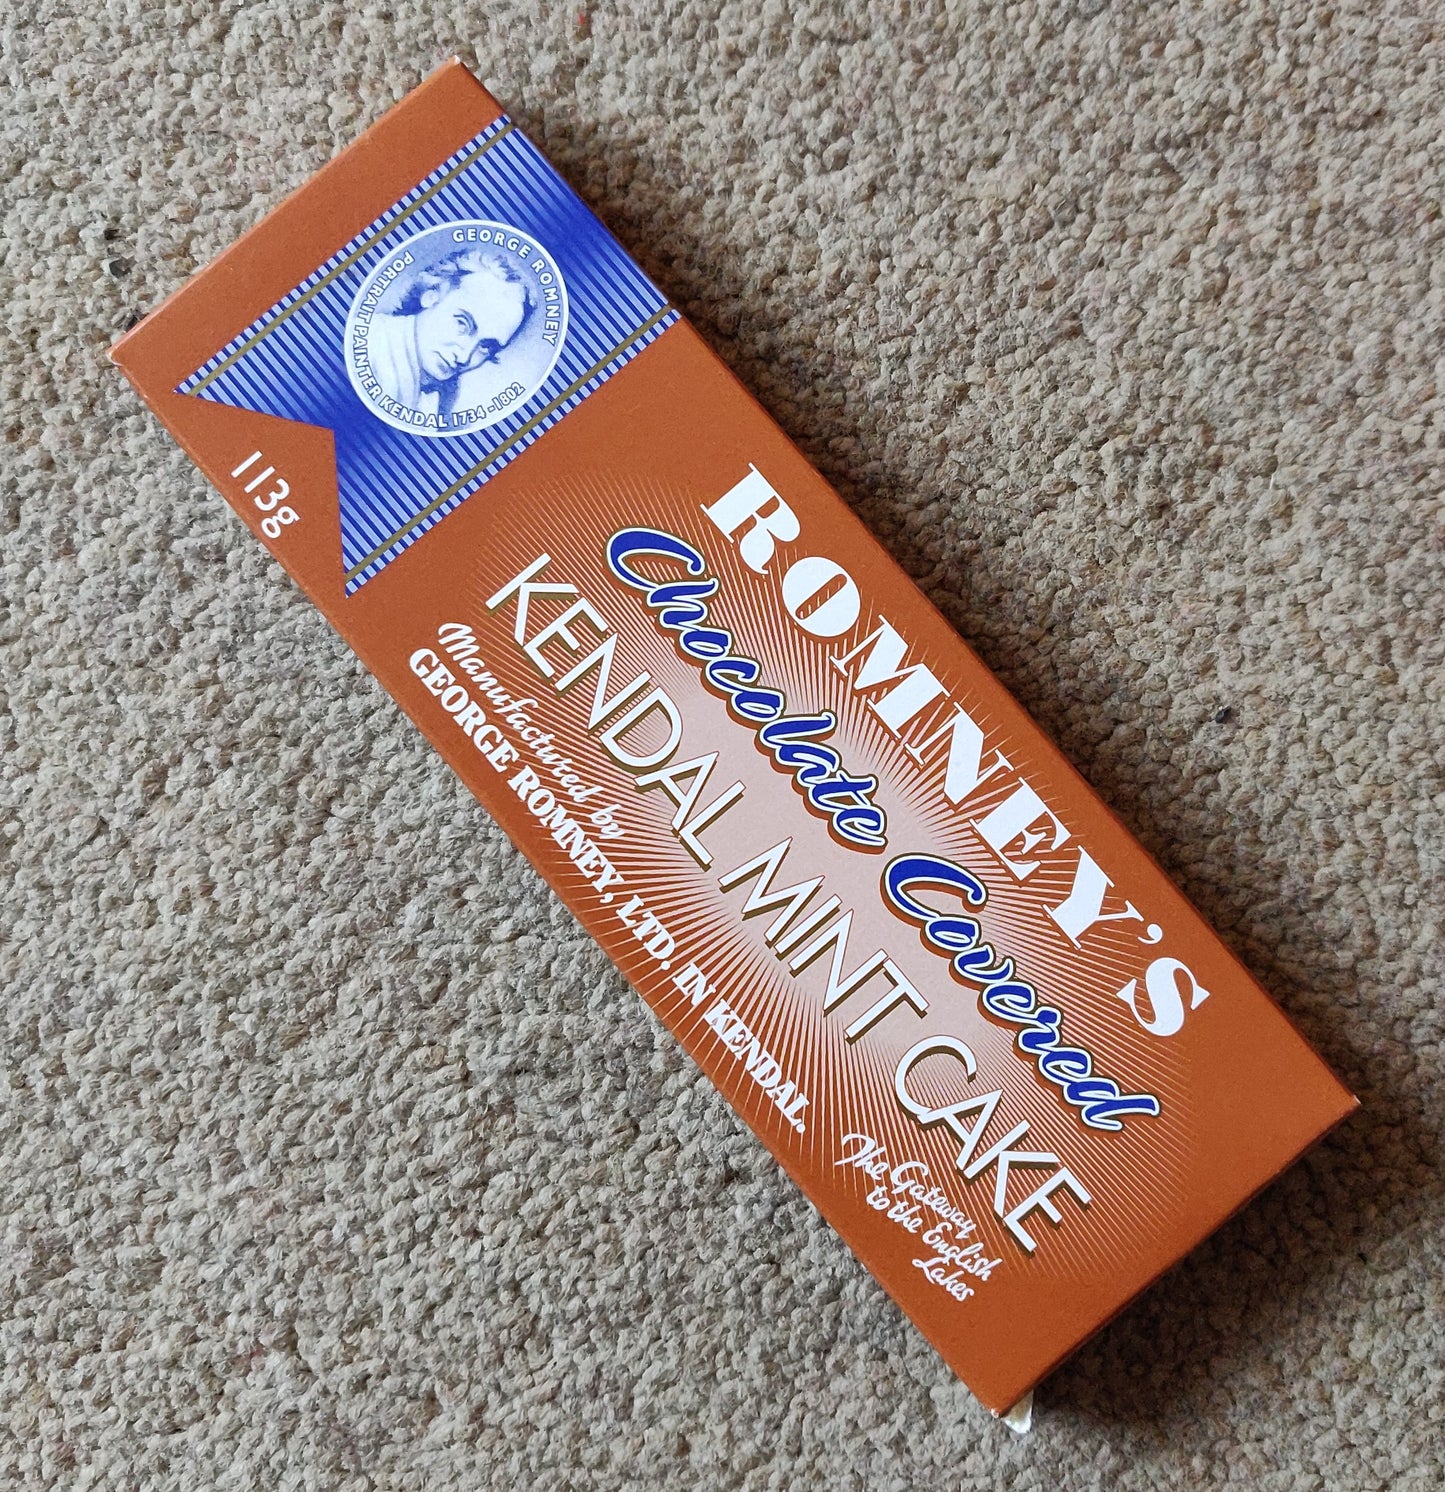 GEORGE ROMNEY
PORTRAIT PAINTER KENDAL 1734-1802
113g
ROMNEY'S
Chocolate Covered
KENDAL MINT CAKE
Manufactured by
GEORGE ROMNEY, LTD. IN KENDAL.
The Gateway
to the English
Lakes